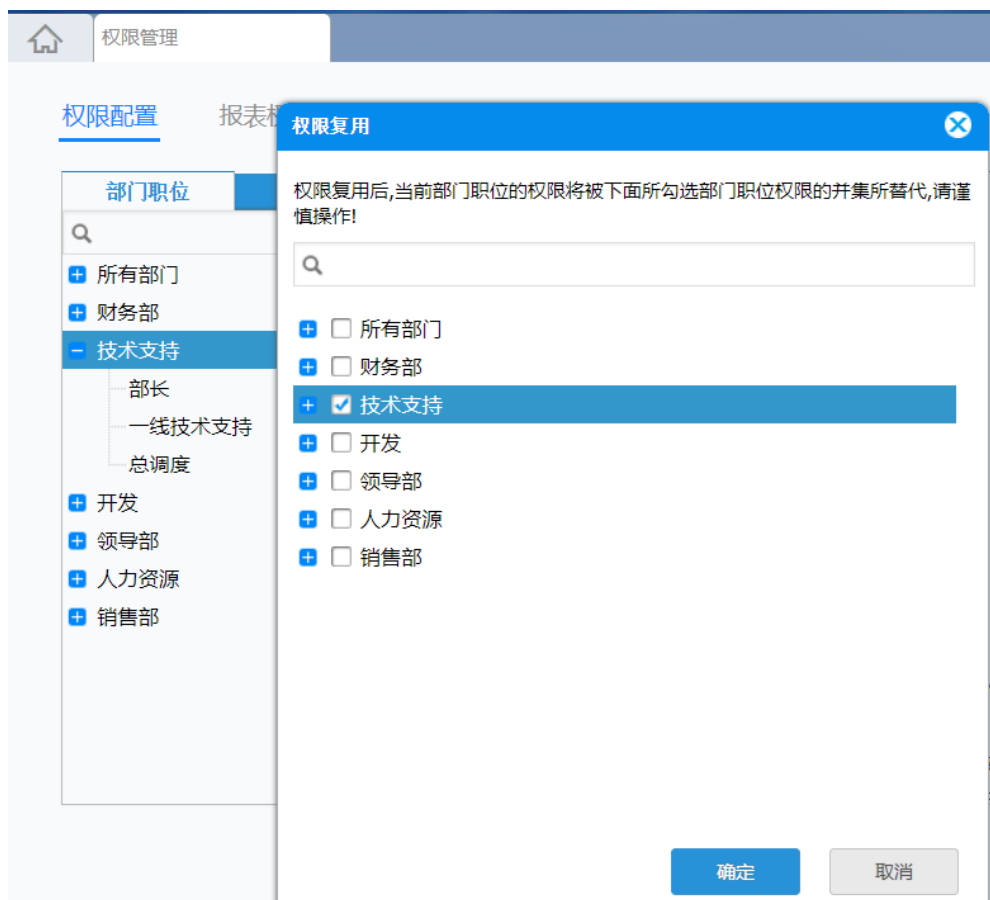 权限管理
权限配置
报表
权限复用
部门职位
权限复用后,当前部门职位的权限将被下面所勾选部门职位权限的并集所替代,请谨
慎操作!
所有部门
财务部
技术支持
部长
一线技术支持
总调度
开发
领导部
人力资源
销售部
所有部门
财务部
技术支持
开发
领导部
人力资源
销售部
确定
取消